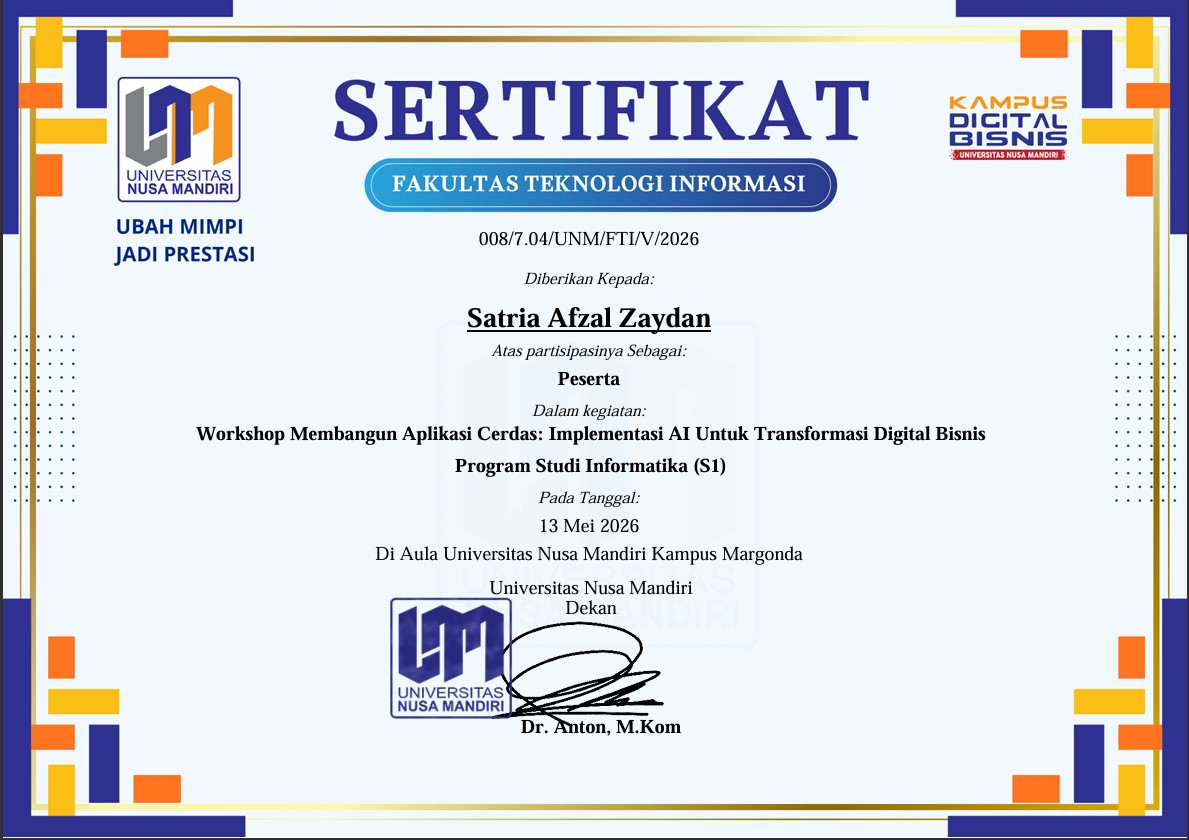 SERTIFIKAT
UNIVERSITAS
NUSA MANDIRI
UBAH MIMPI
JADI PRESTASI
KAMPUS
DIGITAL
BISNIS
UNIVERSITAS NUSA MANDIRI
FAKULTAS TEKNOLOGI INFORMASI
008/7.04/UNM/FTI/V/2026
Diberikan Kepada:
Satria Afzal Zaydan
Atas partisipasinya Sebagai:
Peserta
Dalam kegiatan:
Workshop Membangun Aplikasi Cerdas: Implementasi AI Untuk Transformasi Digital Bisnis
Program Studi Informatika (S1)
Pada Tanggal:
13 Mei 2026
Di Aula Universitas Nusa Mandiri Kampus Margonda
Universitas Nusa Mandiri
Dekan
UNIVERSITAS
NUSA MANDIRI
UNIVERSITAS
NUSA MANDIRI
Dr. Anton, M.Kom